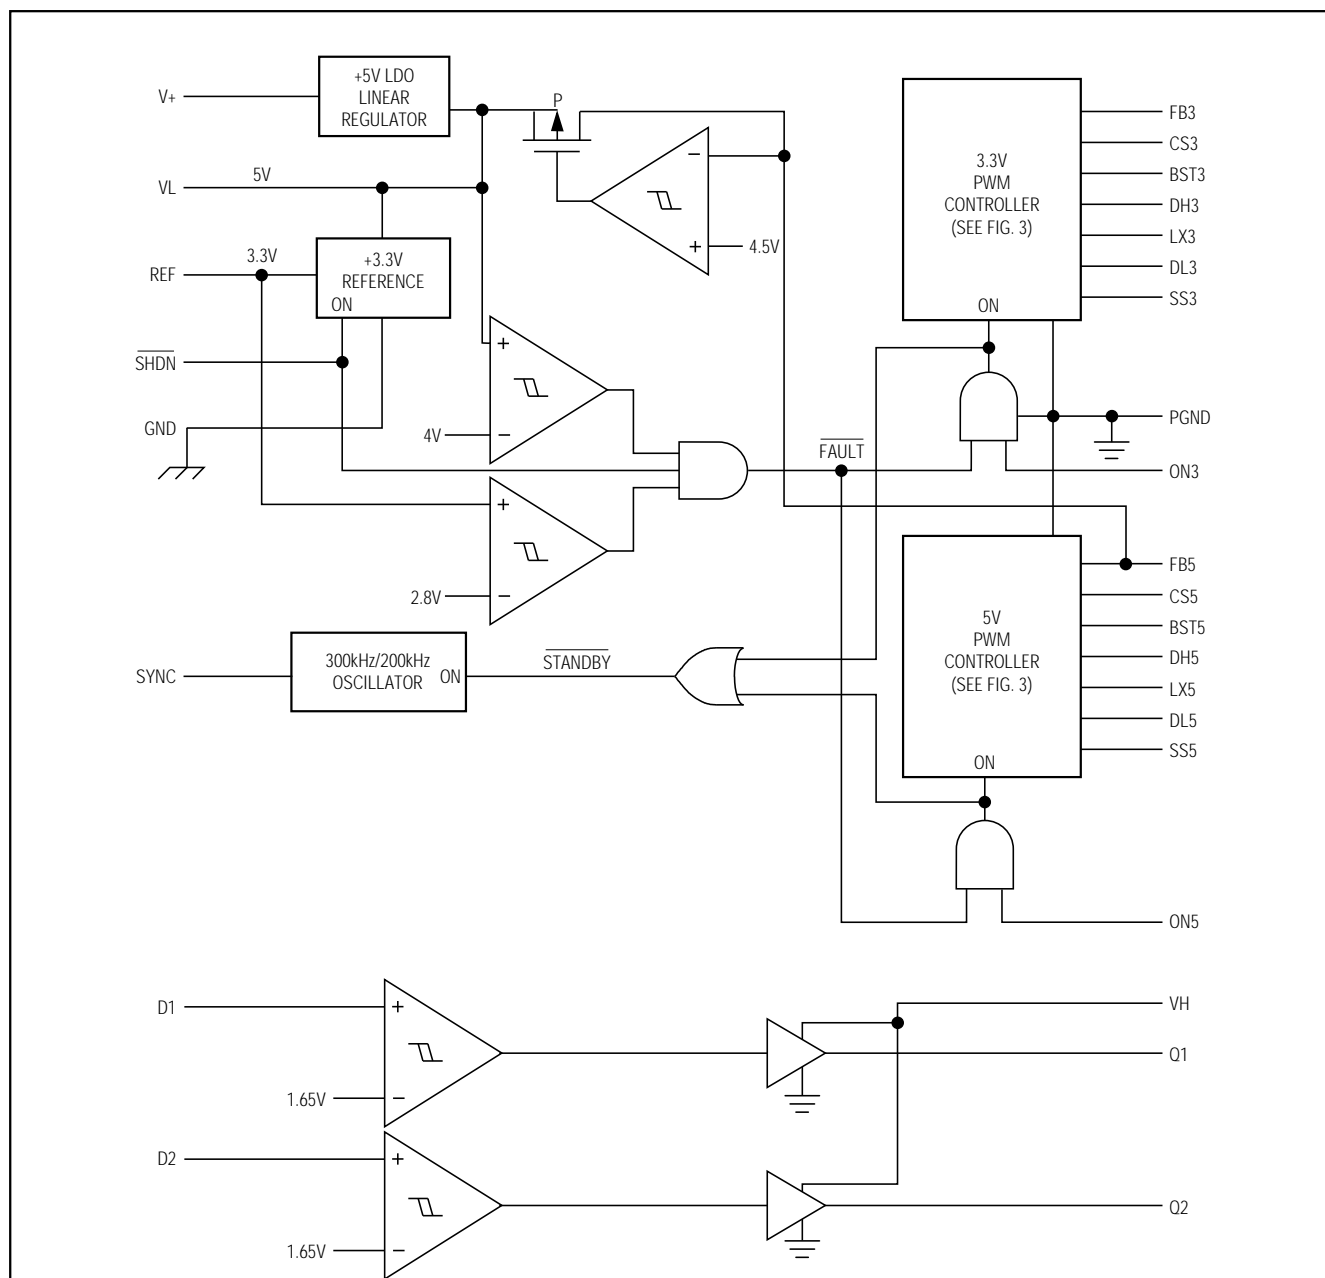 V+
+5V LDO
LINEAR
REGULATOR
P
VL
5V
−
+
4.5V
REF
3.3V
+3.3V
REFERENCE
ON
SHDN
GND
+
4V
−
+
2.8V
−
FAULT
3.3V
PWM
CONTROLLER
(SEE FIG. 3)
ON
FB3
CS3
BST3
DH3
LX3
DL3
SS3
PGND
ON3
SYNC
300kHz/200kHz
OSCILLATOR
ON
STANDBY
5V
PWM
CONTROLLER
(SEE FIG. 3)
ON
FB5
CS5
BST5
DH5
LX5
DL5
SS5
ON5
D1
+
1.65V
−
VH
Q1
D2
+
1.65V
−
Q2